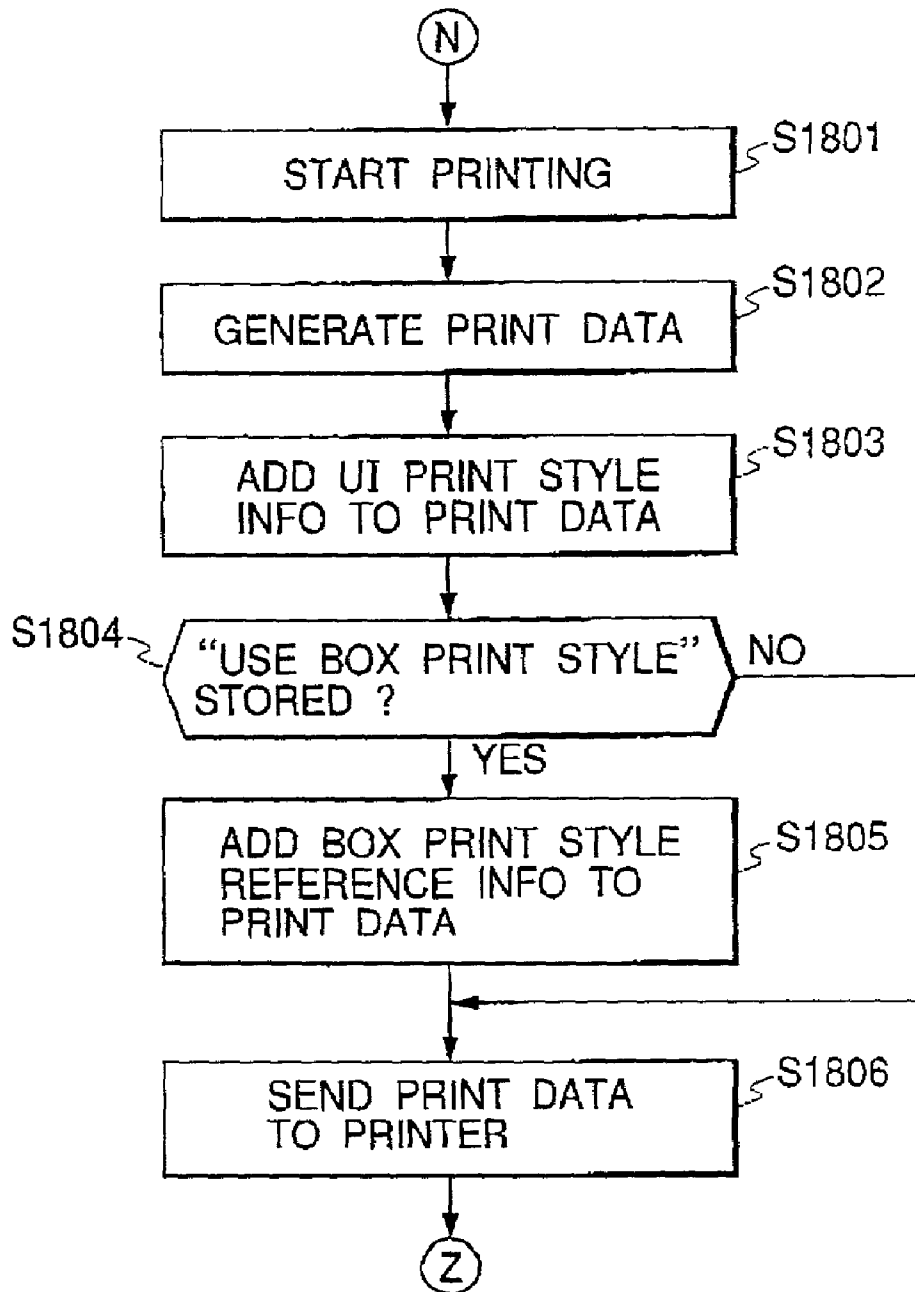 N
START PRINTING
S1801
GENERATE PRINT DATA
S1802
ADD UI PRINT STYLE
INFO TO PRINT DATA
S1803
S1804
"USE BOX PRINT STYLE"
STORED ?
NO
YES
ADD BOX PRINT STYLE
REFERENCE INFO TO
PRINT DATA
S1805
SEND PRINT DATA
TO PRINTER
S1806
Z